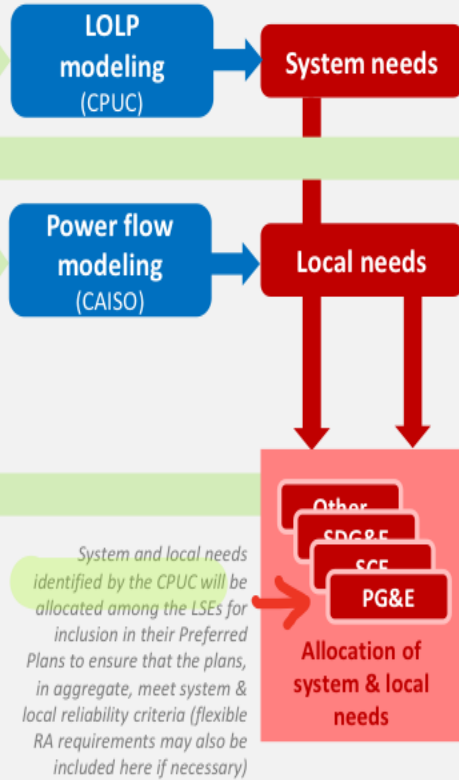 LOLP
modeling
(CPUC)
System needs
Power flow
modeling
(CAISO)
Local needs
Other
SDG&E
SCE
PG&E
Allocation of
system & local
needs
System and local needs
identified by the CPUC will be
allocated among the LSEs for
inclusion in their Preferred
Plans to ensure that the plans,
in aggregate, meet system &
local reliability criteria (flexible
RA requirements may also be
included here if necessary)